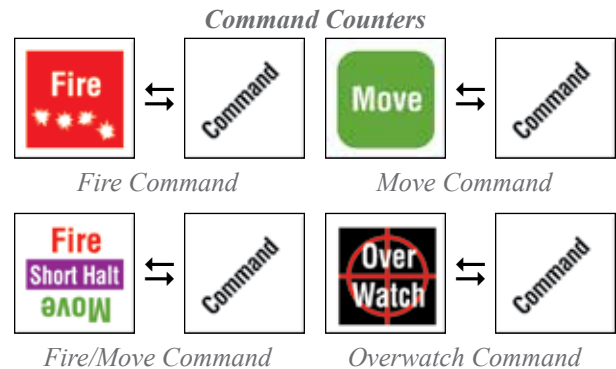 Command Counters
Fire
Command
Move
Command
Fire Command
Move Command
Fire
Short Halt
Move
Command
Over
Watch
Command
Fire/Move Command
Overwatch Command